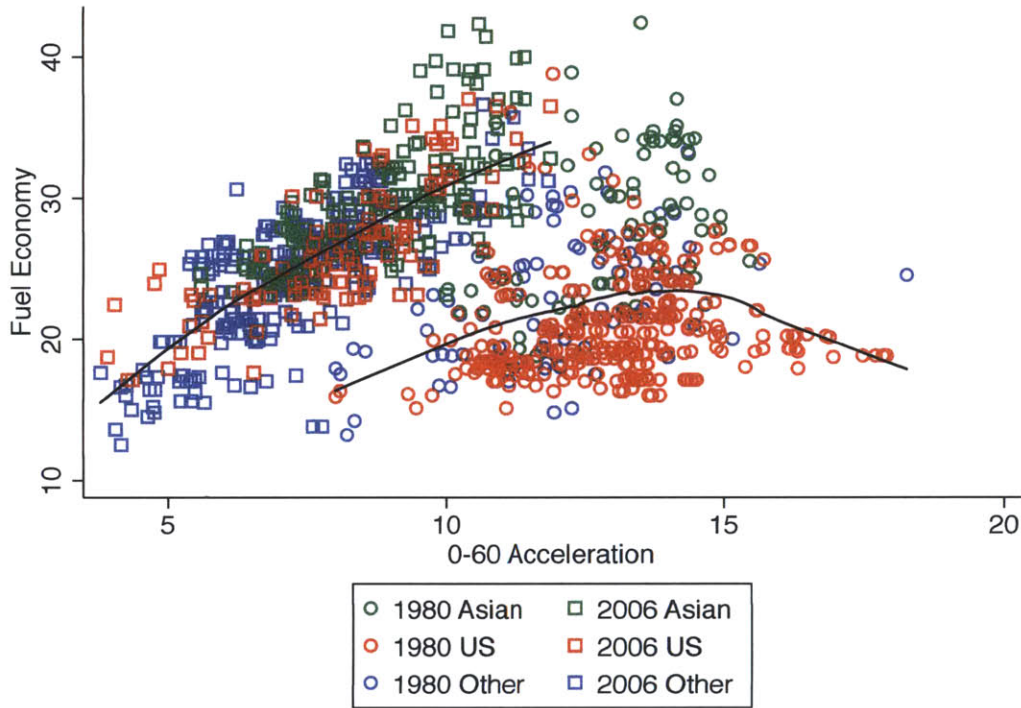 Fuel Economy
40
30
20
10
5
10
15
20
0-60 Acceleration
1980 Asian
2006 Asian
1980 US
2006 US
1980 Other
2006 Other